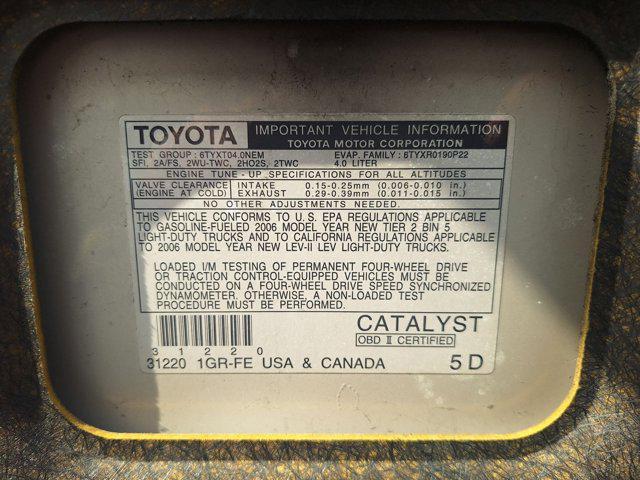 TOYOTA IMPORTANT VEHICLE INFORMATION
TOYOTA MOTOR CORPORATION
TEST GROUP : 6TYXT04.0NEM EVAP. FAMILY : 6TYXR0190P22
SFI, 2A/FS, 2WU-TWC, 2HO2S, 2TWC 4.0 LITER
ENGINE TUNE - UP SPECIFICATIONS FOR ALL ALTITUDES
VALVE CLEARANCE INTAKE 0.15-0.25mm (0.006-0.010 in.)
(ENGINE AT COLD) EXHAUST 0.29-0.39mm (0.011-0.015 in.)
NO OTHER ADJUSTMENTS NEEDED.
THIS VEHICLE CONFORMS TO U.S. EPA REGULATIONS APPLICABLE
TO GASOLINE-FUELED 2006 MODEL YEAR NEW TIER 2 BIN 5
LIGHT-DUTY TRUCKS AND TO CALIFORNIA REGULATIONS APPLICABLE
TO 2006 MODEL YEAR NEW LEV-II LEV LIGHT-DUTY TRUCKS.
LOADED I/M TESTING OF PERMANENT FOUR-WHEEL DRIVE
OR TRACTION CONTROL-EQUIPPED VEHICLES MUST BE
CONDUCTED ON A FOUR-WHEEL DRIVE SPEED SYNCHRONIZED
DYNAMOMETER. OTHERWISE, A NON-LOADED TEST
PROCEDURE MUST BE PERFORMED.
CATALYST
OBD II CERTIFIED
31220
31220 1GR-FE USA & CANADA 5D